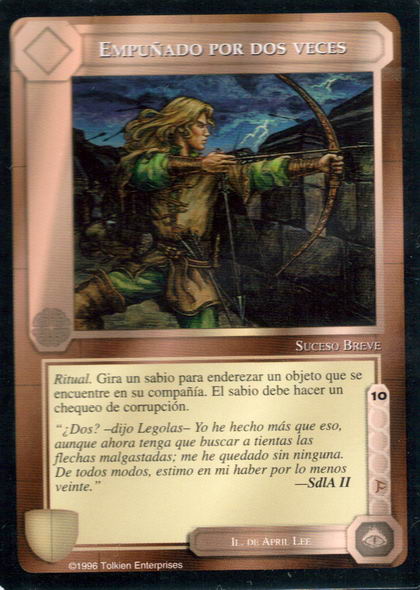 Empuñado por dos veces
Suceso Breve
Ritual. Gira un sabio para enderezar un objeto que se
encuentre en su compañía. El sabio debe hacer un
chequeo de corrupción.
“¿Dos? –dijo Legolas– Yo he hecho más que eso,
aunque ahora tenga que buscar a tientas las
flechas malgastadas; me he quedado sin ninguna.
De todos modos, estimo en mi haber por lo menos
veinte.” —SdlA II
10
Il. de April Lee
©1996 Tolkien Enterprises